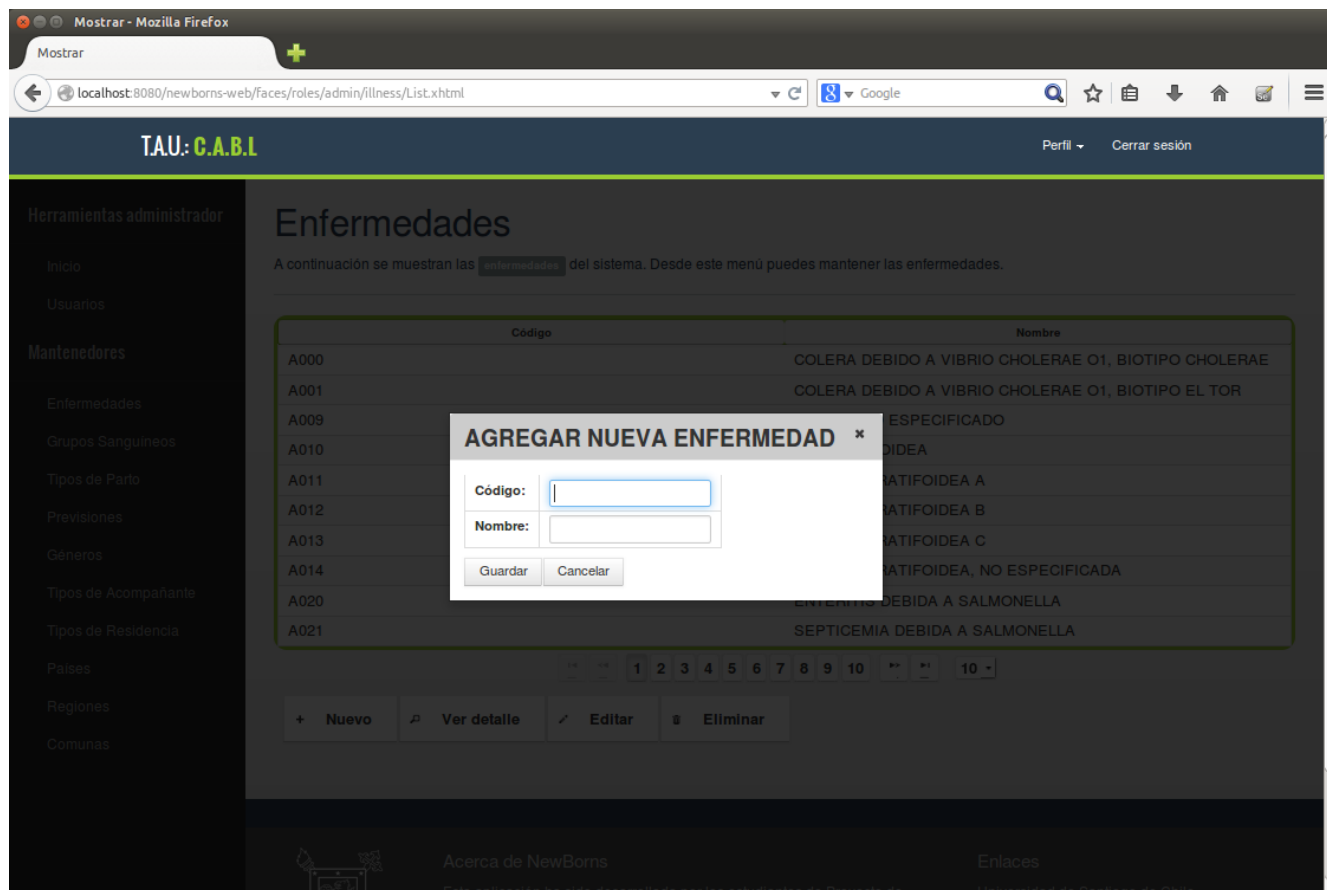 Mostrar - Mozilla Firefox
Mostrar
localhost:8080/newborns-web/faces/roles/admin/illness/List.xhtml
Google
T.A.U.: C.A.B.L
Perfil
Cerrar sesión
Herramientas administrador
Inicio
Usuarios
Mantenedores
Enfermedades
Grupos Sanguíneos
Tipos de Parto
Previsiones
Géneros
Tipos de Acompañante
Tipos de Residencia
Países
Regiones
Comunas
Enfermedades
A continuación se muestran las enfermedades del sistema. Desde este menú puedes mantener las enfermedades.
Código Nombre
A000 COLERA DEBIDO A VIBRIO CHOLERAE O1, BIOTIPO CHOLERAE
A001 COLERA DEBIDO A VIBRIO CHOLERAE O1, BIOTIPO EL TOR
A009 ESPECIFICADO
A010 OIDEA
A011 RATIFOIDEA A
A012 RATIFOIDEA B
A013 RATIFOIDEA C
A014 RATIFOIDEA, NO ESPECIFICADA
A020 ENTERITIS DEBIDA A SALMONELLA
A021 SEPTICEMIA DEBIDA A SALMONELLA
AGREGAR NUEVA ENFERMEDAD
Código:
Nombre:
Guardar Cancelar
1 2 3 4 5 6 7 8 9 10 10
Nuevo Ver detalle Editar Eliminar
Acerca de NewBorns
Enlaces